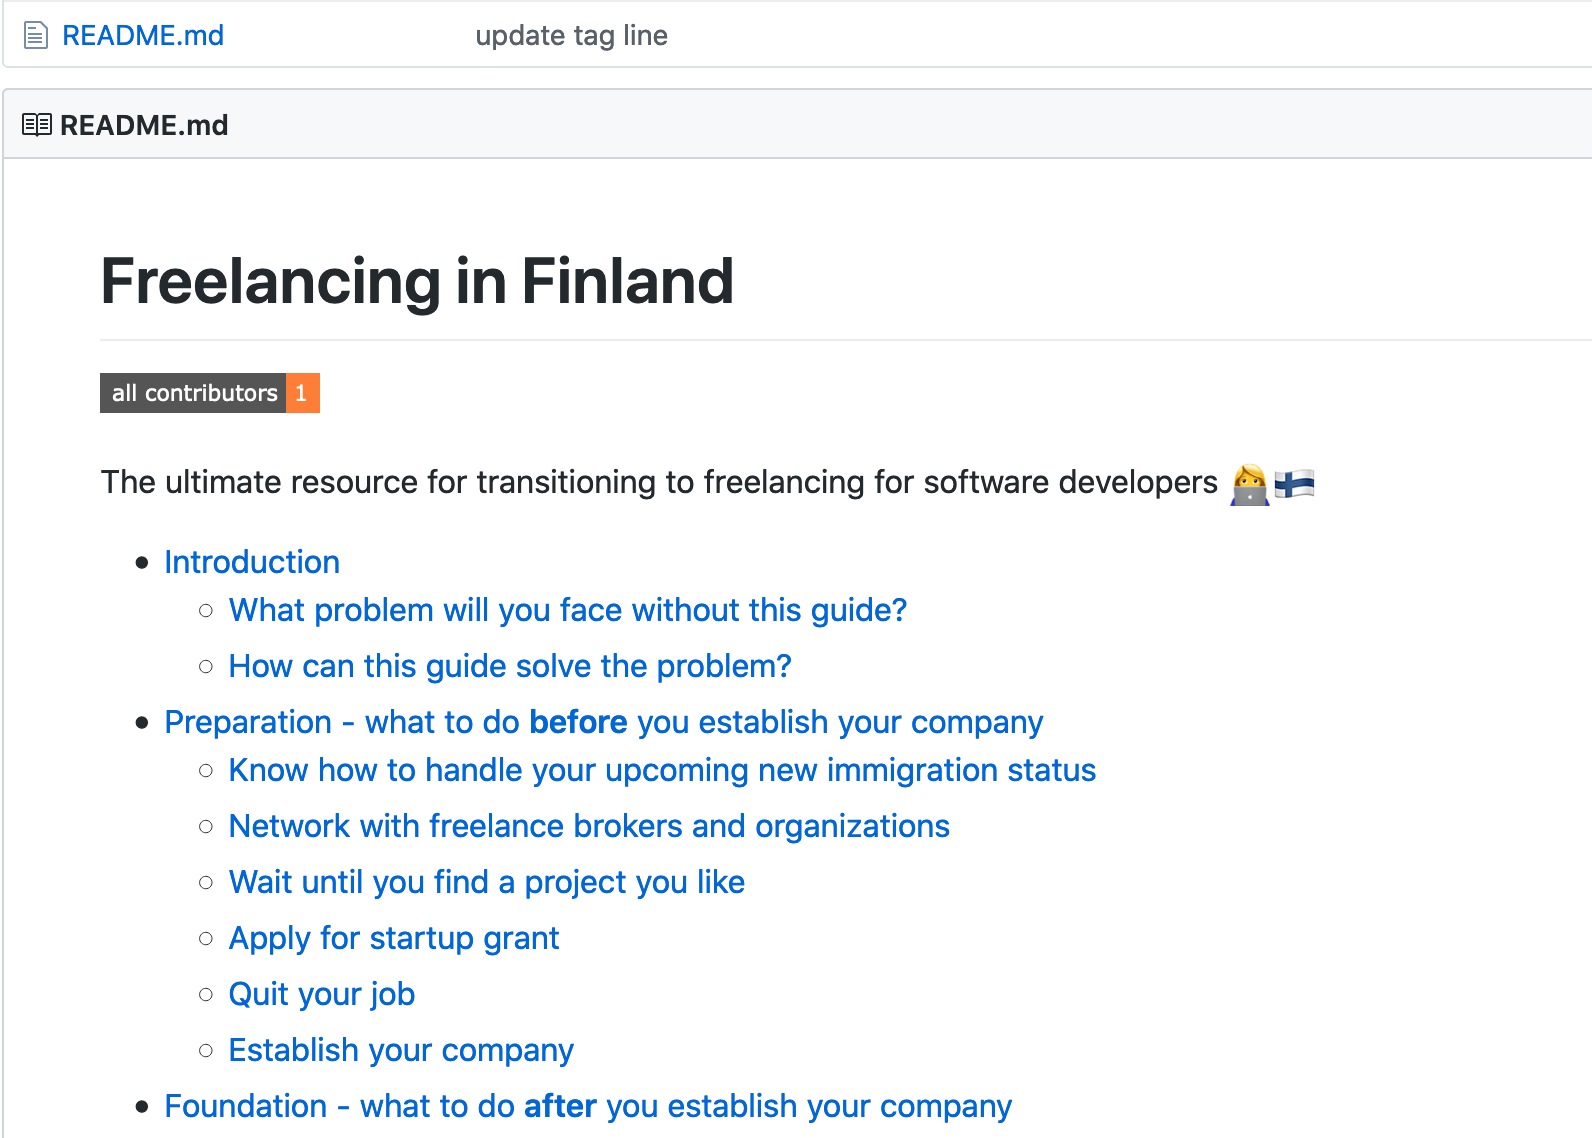 README.md update tag line
README.md
Freelancing in Finland
all contributors 1
The ultimate resource for transitioning to freelancing for software developers 👩‍💻🇫🇮
Introduction
What problem will you face without this guide?
How can this guide solve the problem?
Preparation - what to do before you establish your company
Know how to handle your upcoming new immigration status
Network with freelance brokers and organizations
Wait until you find a project you like
Apply for startup grant
Quit your job
Establish your company
Foundation - what to do after you establish your company